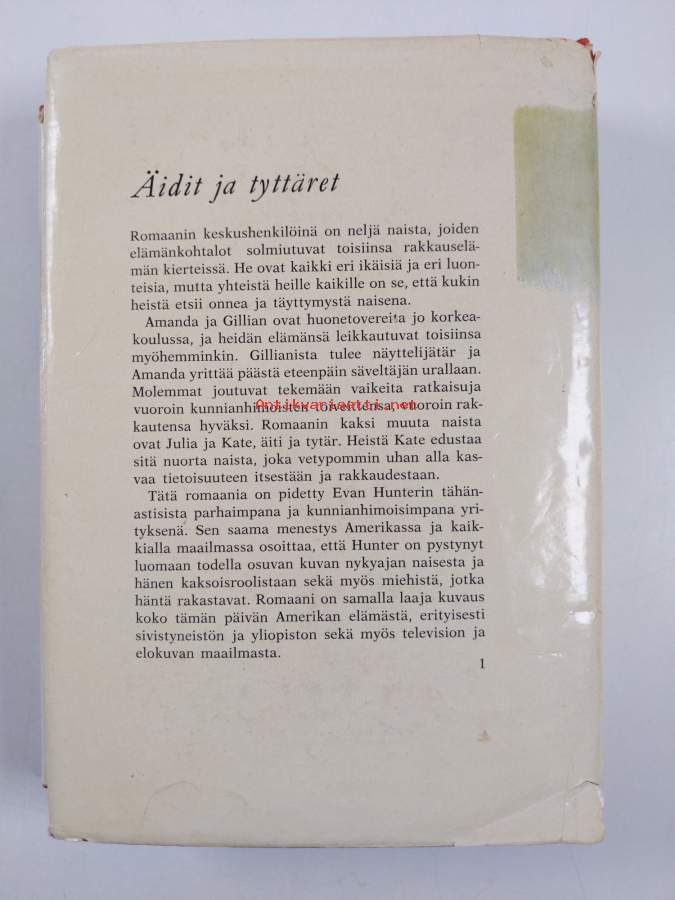 Äidit ja tyttäret
Romaanin keskushenkilöinä on neljä naista, joiden
elämänkohtalot solmiutuvat toisiinsa rakkauselä-
män kierteissä. He ovat kaikki eri ikäisiä ja eri luon-
teisia, mutta yhteistä heille kaikille on se, että kukin
heistä etsii onnea ja täyttymystä naisena.
Amanda ja Gillian ovat huonetovereita jo korkea-
koulussa, ja heidän elämänsä leikkautuvat toisiinsa
myöhemminkin. Gillianista tulee näyttelijätär ja
Amanda yrittää päästä eteenpäin säveltäjän urallaan.
Molemmat joutuvat tekemään vaikeita ratkaisuja
vuoroin kunnianhimoisten toiveittensa, vuoroin rak-
Antikvariaatti.net
kautensa hyväksi. Romaanin kaksi muuta naista
ovat Julia ja Kate, äiti ja tytär. Heistä Kate edustaa
sitä nuorta naista, joka vetypommin uhan alla kas-
vaa tietoisuuteen itsestään ja rakkaudestaan.
Tätä romaania on pidetty Evan Hunterin tähän-
astisista parhaimpana ja kunnianhimoisimpana yri-
tyksenä. Sen saama menestys Amerikassa ja kaik-
kialla maailmassa osoittaa, että Hunter on pystynyt
luomaan todella osuvan kuvan nykyajan naisesta ja
hänen kaksoisroolistaan sekä myös miehistä, jotka
häntä rakastavat. Romaani on samalla laaja kuvaus
koko tämän päivän Amerikan elämästä, erityisesti
sivistyneistön ja yliopiston sekä myös television ja
elokuvan maailmasta.
1